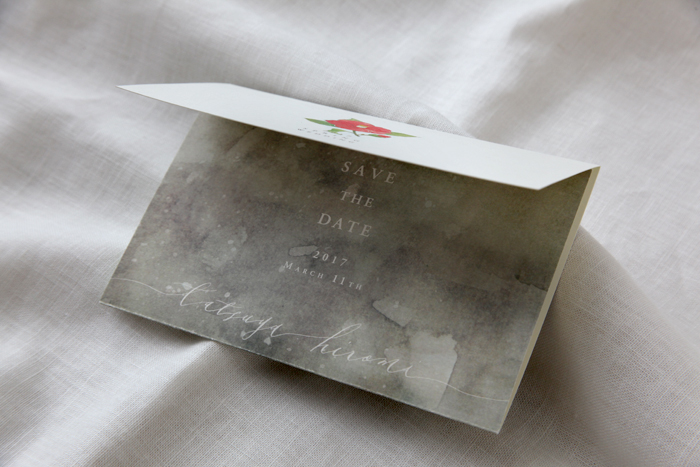 SAVE
THE
DATE
2017
MARCH 11TH
tatsuya hiromi